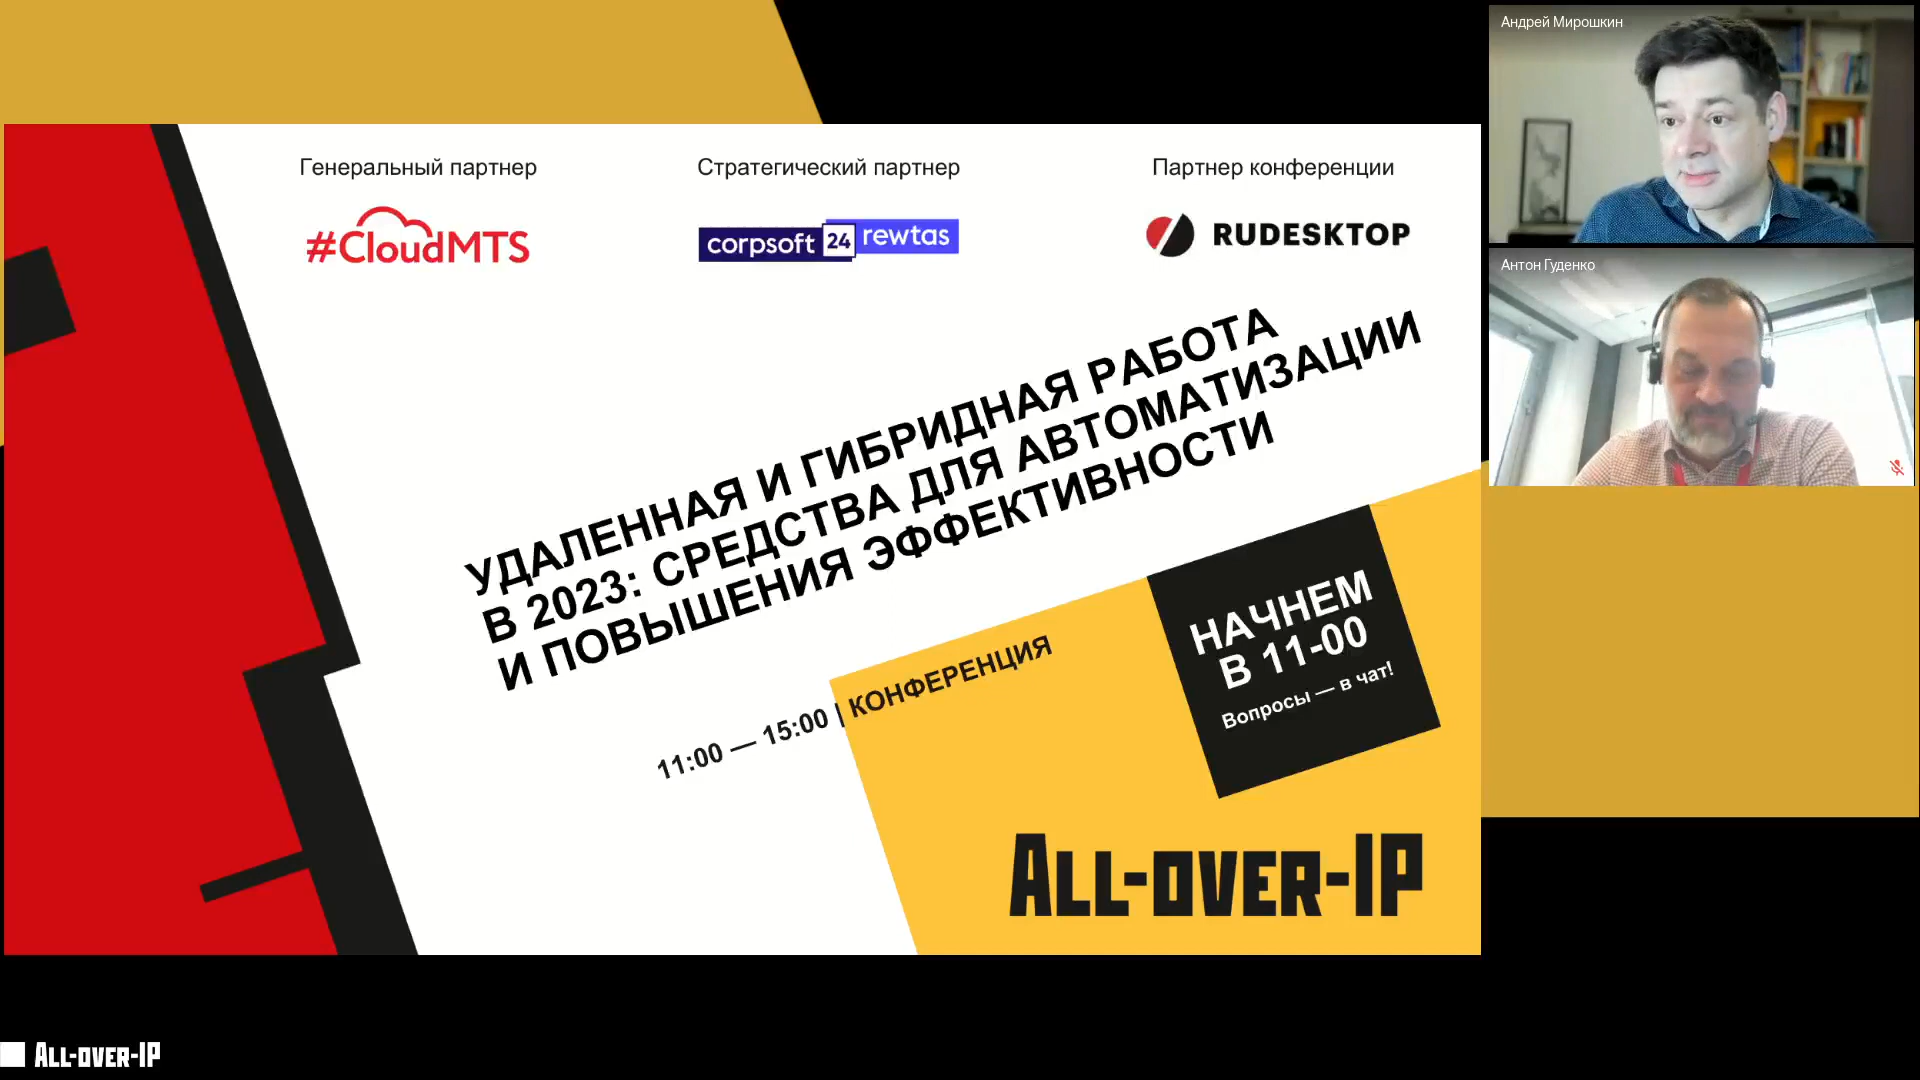 Генеральный партнер
#CloudMTS
Стратегический партнер
corpsoft 24 rewtas
Партнер конференции
RUDESKTOP
УДАЛЕННАЯ И ГИБРИДНАЯ РАБОТА
В 2023: СРЕДСТВА ДЛЯ АВТОМАТИЗАЦИИ
И ПОВЫШЕНИЯ ЭФФЕКТИВНОСТИ
11:00 — 15:00 | КОНФЕРЕНЦИЯ
НАЧНЕМ
В 11-00
Вопросы — в чат!
ALL-OVER-IP
Андрей Мирошкин
Антон Гуденко
ALL-OVER-IP